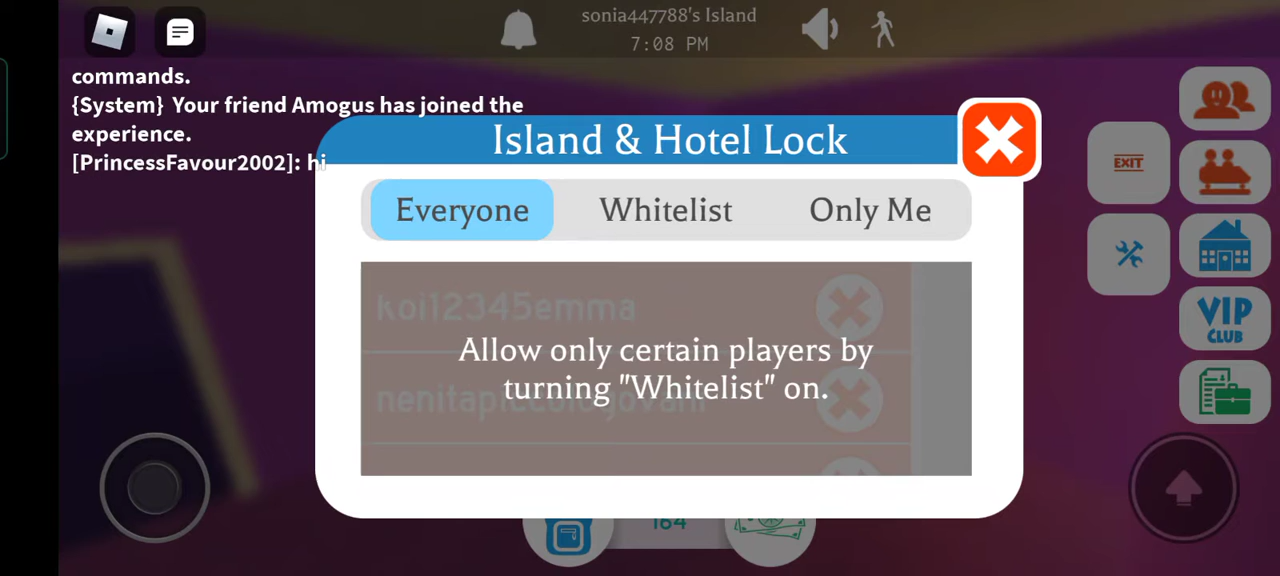 sonia447788's Island
7:08 PM
commands.
{System} Your friend Amogus has joined the
experience.
[PrincessFavour2002]: hi
Island & Hotel Lock
Everyone
Whitelist
Only Me
EXIT
koi12345emma
Allow only certain players by
turning "Whitelist" on.
VIP
CLUB
164